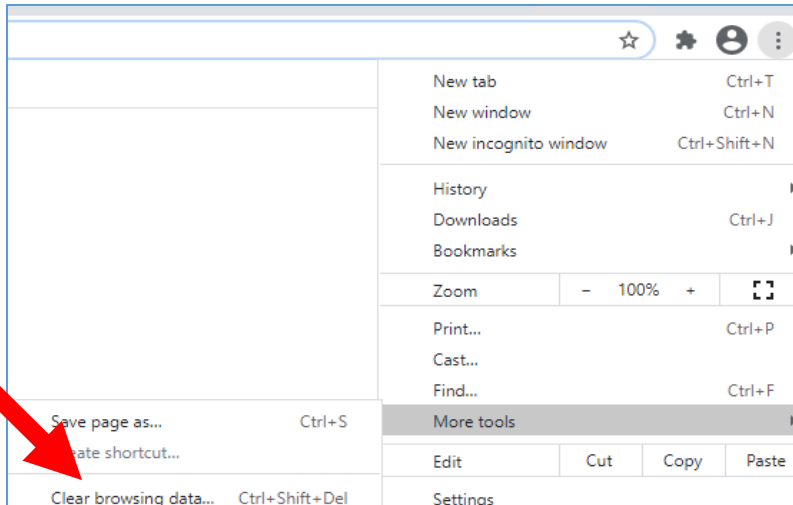 New tab Ctrl+T
New window Ctrl+N
New incognito window Ctrl+Shift+N
History
Downloads Ctrl+J
Bookmarks
Zoom - 100% +
Print... Ctrl+P
Cast...
Find... Ctrl+F
More tools
Edit Cut Copy Paste
Settings
Save page as... Ctrl+S
shortcut...
Clear browsing data... Ctrl+Shift+Del